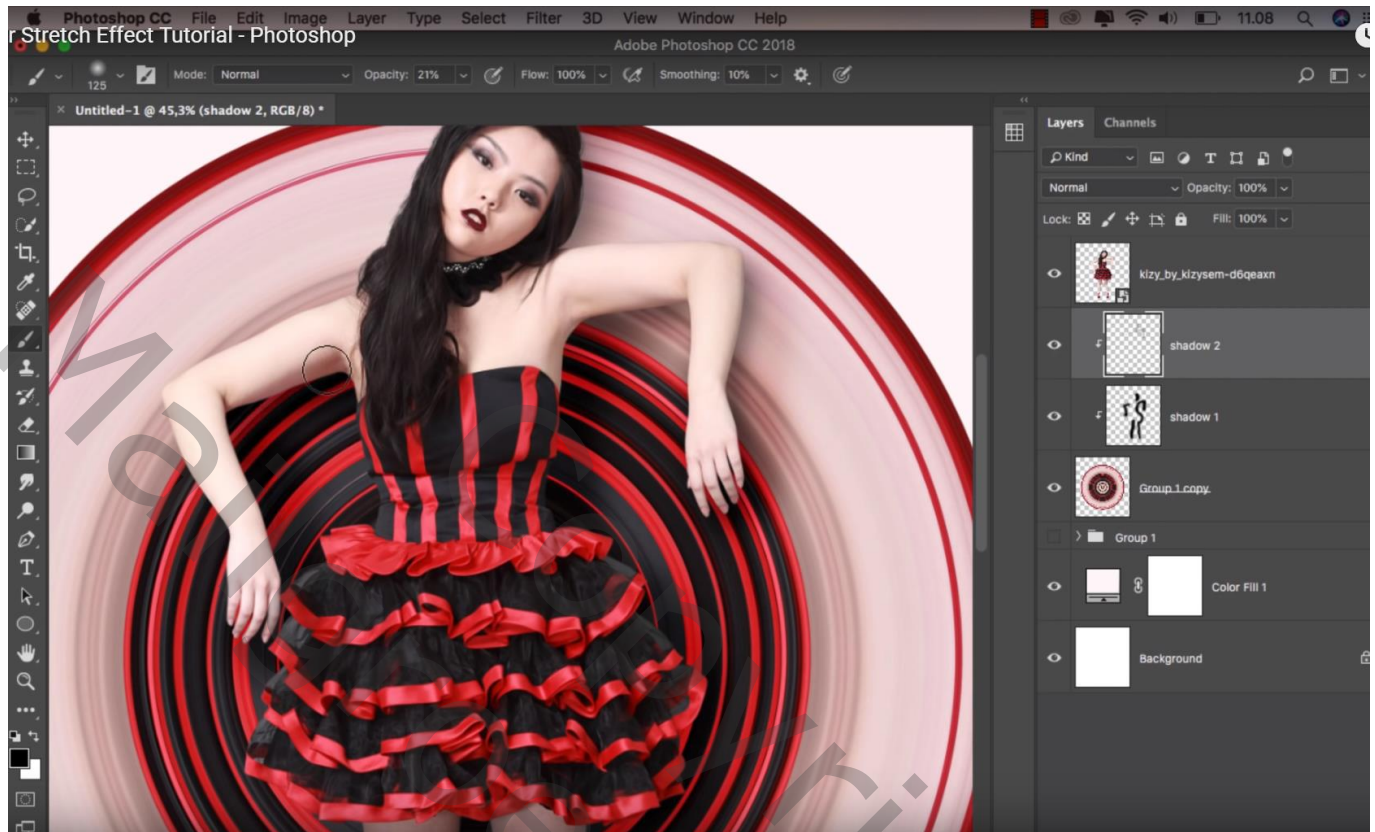 Photoshop CC File Edit Image Layer Type Select Filter 3D View Window Help 11.08
r Stretch Effect Tutorial - Photoshop
Adobe Photoshop CC 2018
125 Mode: Normal Opacity: 21% Flow: 100% Smoothing: 10%
× Untitled-1 @ 45,3% (shadow 2, RGB/8) *
Layers Channels
Kind
Normal Opacity: 100%
Lock: Fill: 100%
kizy_by_kizysem-d6qeaxn
shadow 2
shadow 1
Group 1 copy
Group 1
Color Fill 1
Background